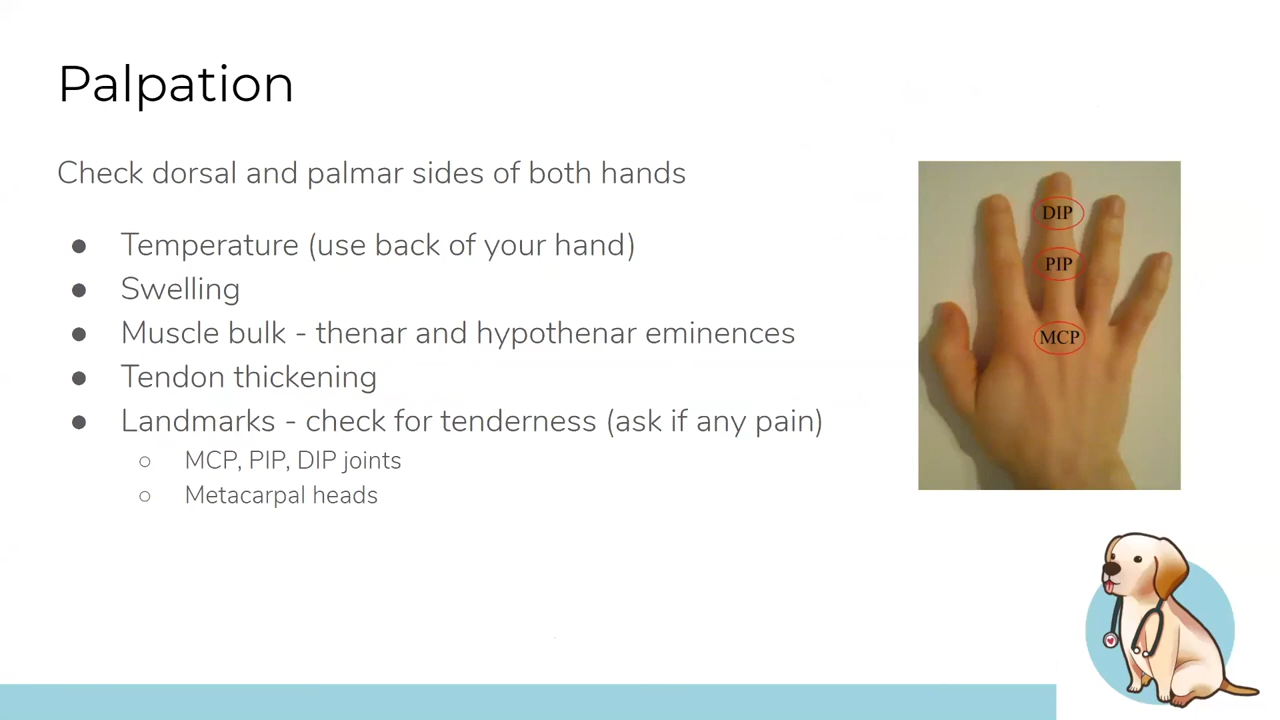 Palpation
Check dorsal and palmar sides of both hands
● Temperature (use back of your hand)
● Swelling
● Muscle bulk - thenar and hypothenar eminences
● Tendon thickening
● Landmarks - check for tenderness (ask if any pain)
○ MCP, PIP, DIP joints
○ Metacarpal heads
DIP
PIP
MCP